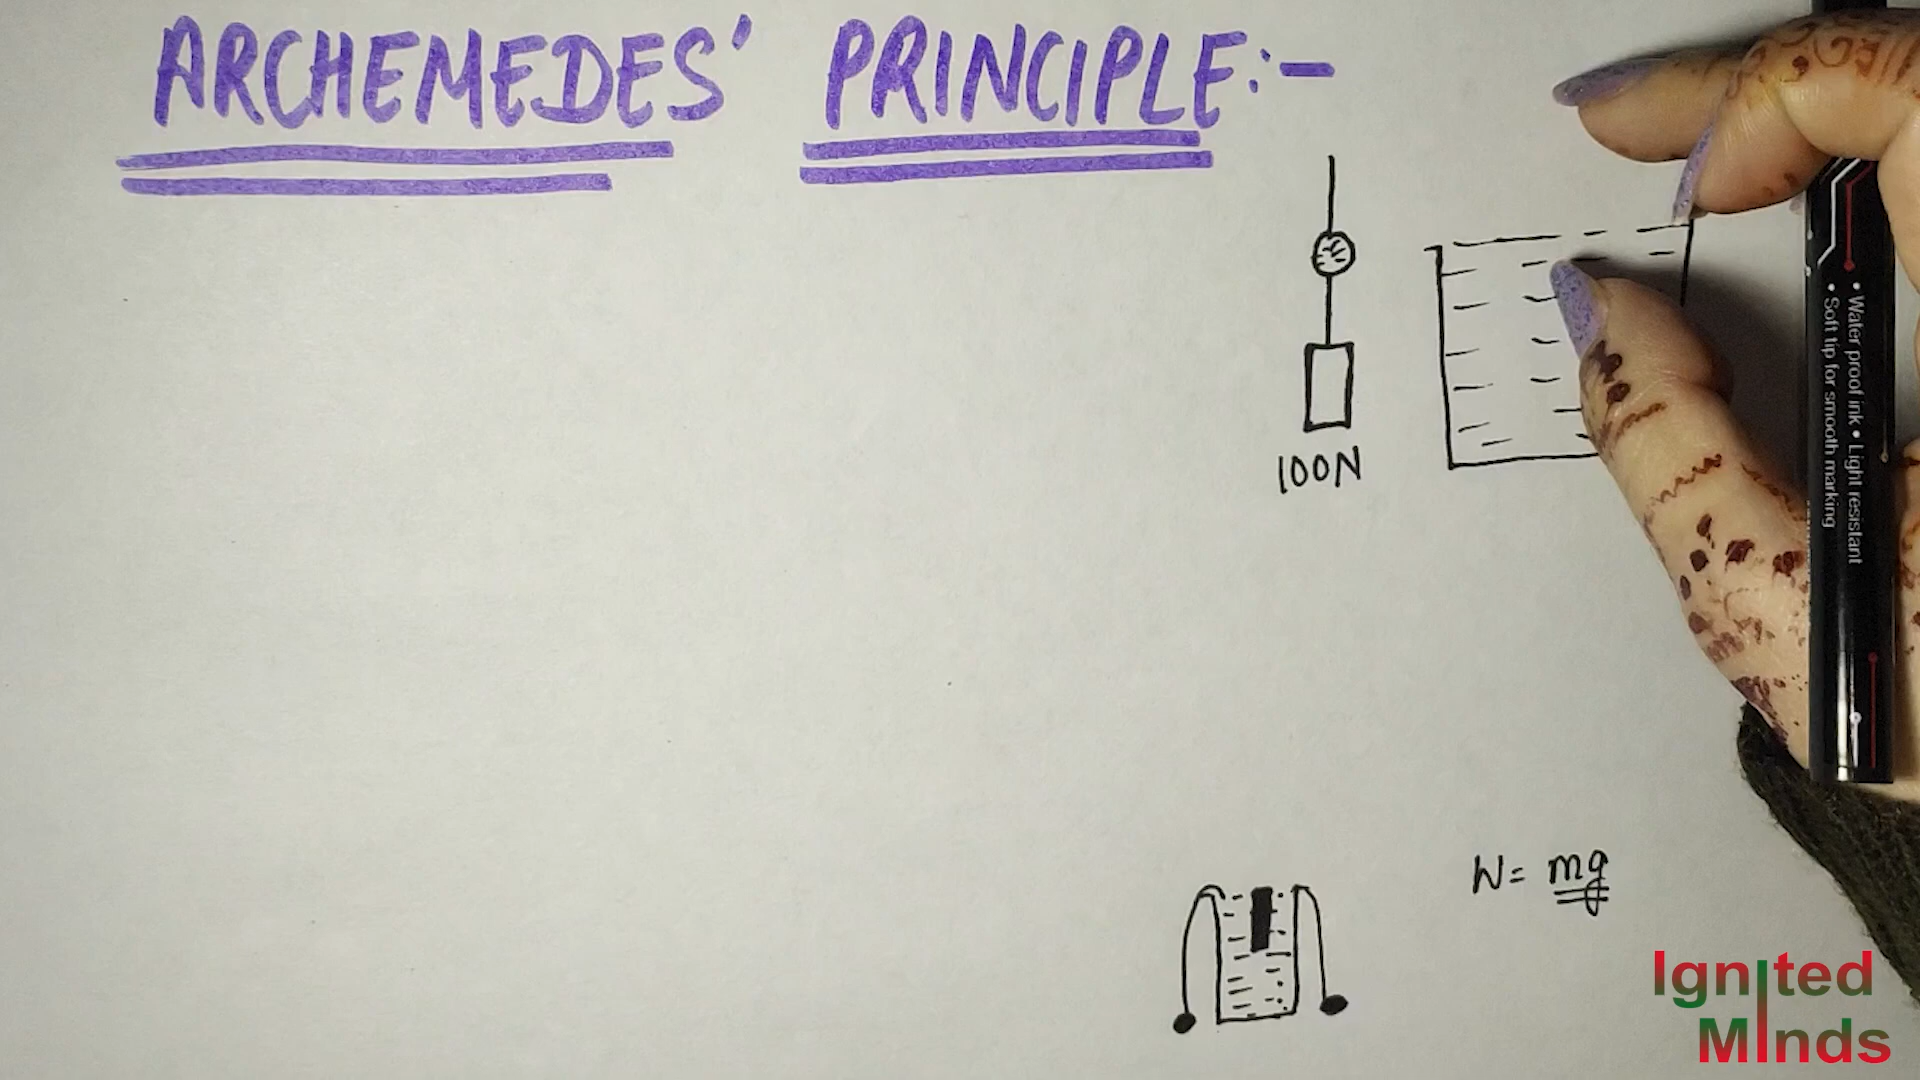 ARCHEMEDES' PRINCIPLE:-
100N
• Water proof ink • Light resistant
• Soft tip for smooth marking
W = mg
Ignited
Minds